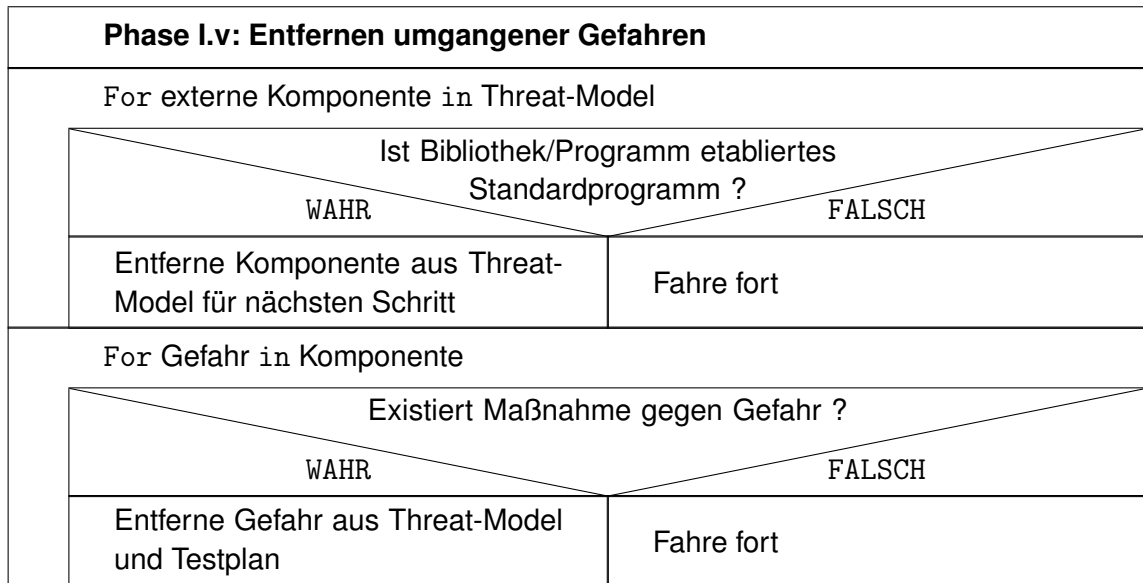 Phase I.v: Entfernen umgangener Gefahren
For externe Komponente in Threat-Model
Ist Bibliothek/Programm etabliertes
Standardprogramm ?
WAHR
FALSCH
Entferne Komponente aus Threat-
Model für nächsten Schritt
Fahre fort
For Gefahr in Komponente
Existiert Maßnahme gegen Gefahr ?
WAHR
FALSCH
Entferne Gefahr aus Threat-Model
und Testplan
Fahre fort